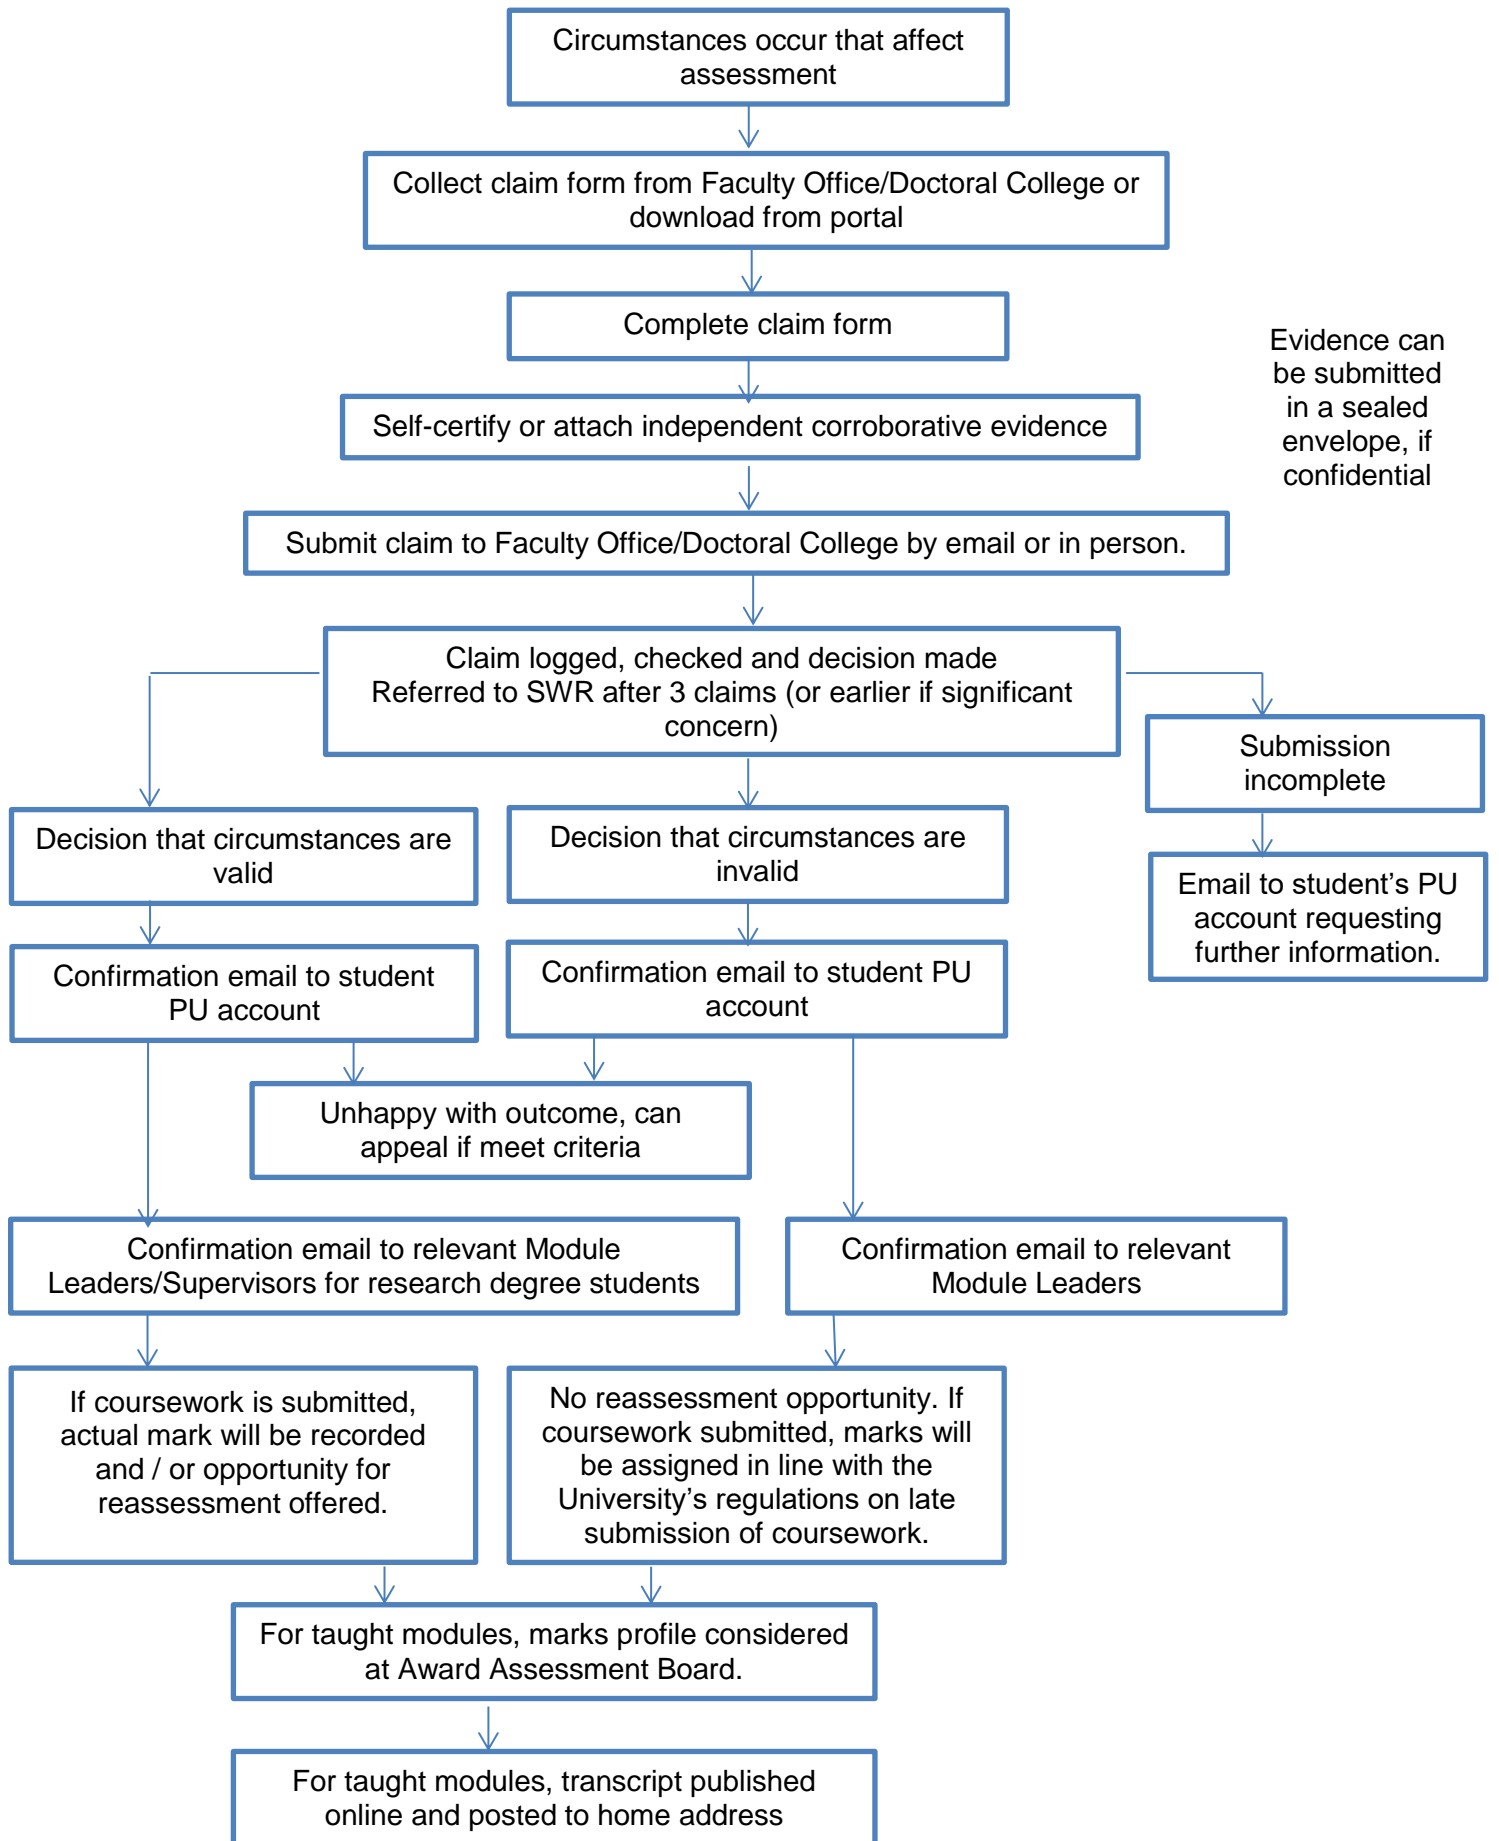 Circumstances occur that affect
assessment
Collect claim form from Faculty Office/Doctoral College or
download from portal
Complete claim form
Evidence can
be submitted
in a sealed
envelope, if
confidential
Self-certify or attach independent corroborative evidence
Submit claim to Faculty Office/Doctoral College by email or in person.
Claim logged, checked and decision made
Referred to SWR after 3 claims (or earlier if significant
concern)
Submission
incomplete
Decision that circumstances are
valid
Decision that circumstances are
invalid
Email to student’s PU
account requesting
further information.
Confirmation email to student
PU account
Confirmation email to student PU
account
Unhappy with outcome, can
appeal if meet criteria
Confirmation email to relevant Module
Leaders/Supervisors for research degree students
Confirmation email to relevant
Module Leaders
If coursework is submitted,
actual mark will be recorded
and / or opportunity for
reassessment offered.
No reassessment opportunity. If
coursework submitted, marks will
be assigned in line with the
University’s regulations on late
submission of coursework.
For taught modules, marks profile considered
at Award Assessment Board.
For taught modules, transcript published
online and posted to home address